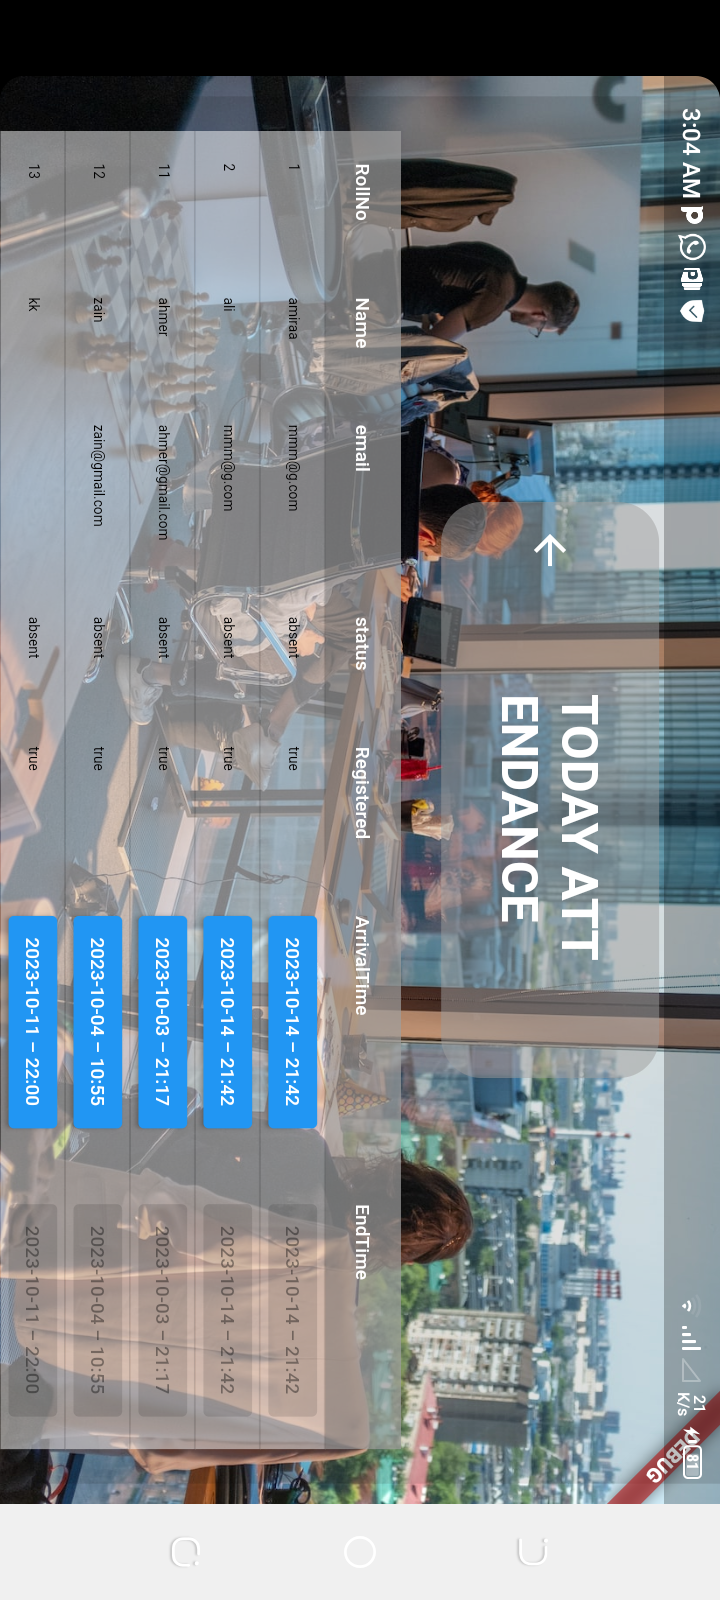 3:04 AM
21 K/s
81
DEBUG
TODAY ATT
ENDANCE
RollNo Name email status Registered ArrivalTime EndTime
1 amiraa mmm@g.com absent true 2023-10-14 – 21:42 2023-10-14 – 21:42
2 ali mmm@g.com absent true 2023-10-14 – 21:42 2023-10-14 – 21:42
11 ahmer ahmer@gmail.com absent true 2023-10-03 – 21:17 2023-10-03 – 21:17
12 zain zain@gmail.com absent true 2023-10-04 – 10:55 2023-10-04 – 10:55
13 kk absent true 2023-10-11 – 22:00 2023-10-11 – 22:00